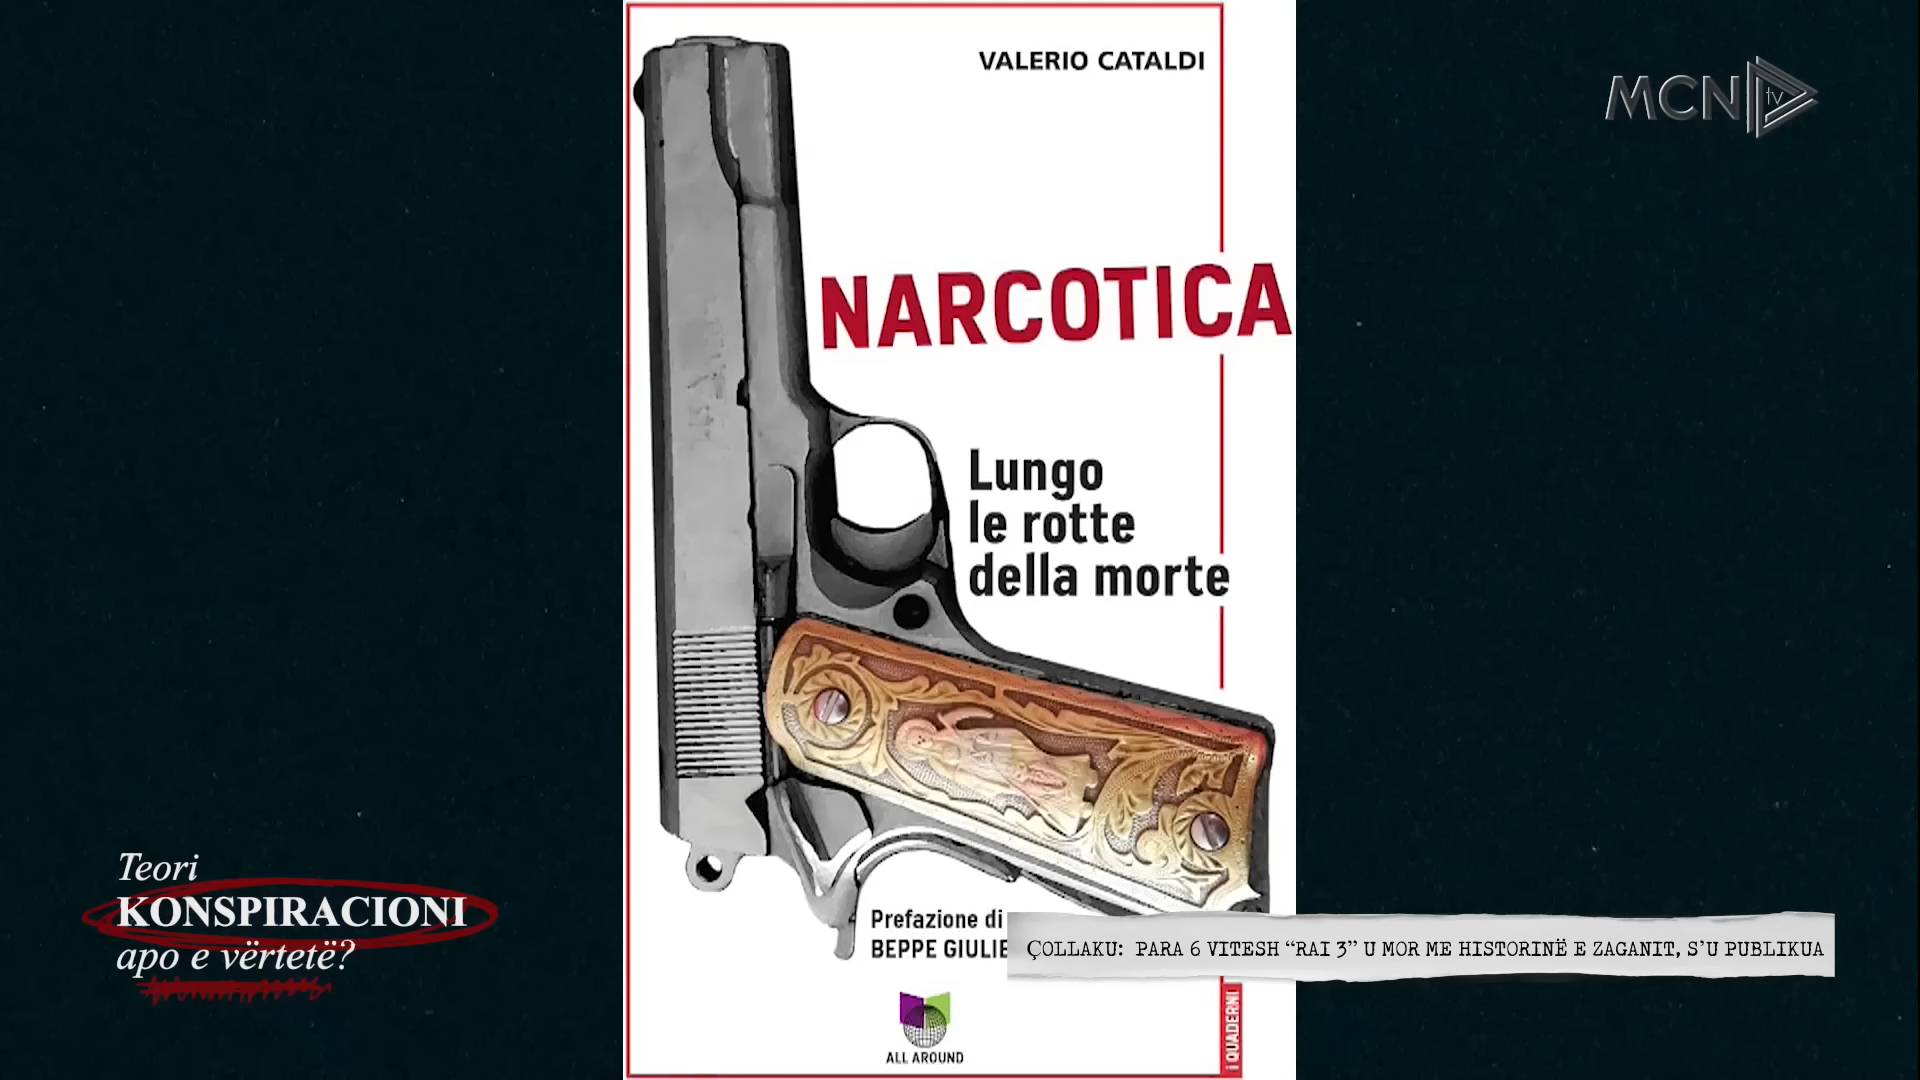 VALERIO CATALDI
MCN tv
NARCOTICA
Lungo
le rotte
della morte
Teori
KONSPIRACIONI
apo e vërtetë?
Prefazione di
BEPPE GIULIE
ÇOLLAKU: PARA 6 VITESH “RAI 3” U MOR ME HISTORINË E ZAGANIT, S’U PUBLIKUA
i QUADERNI
ALL AROUND